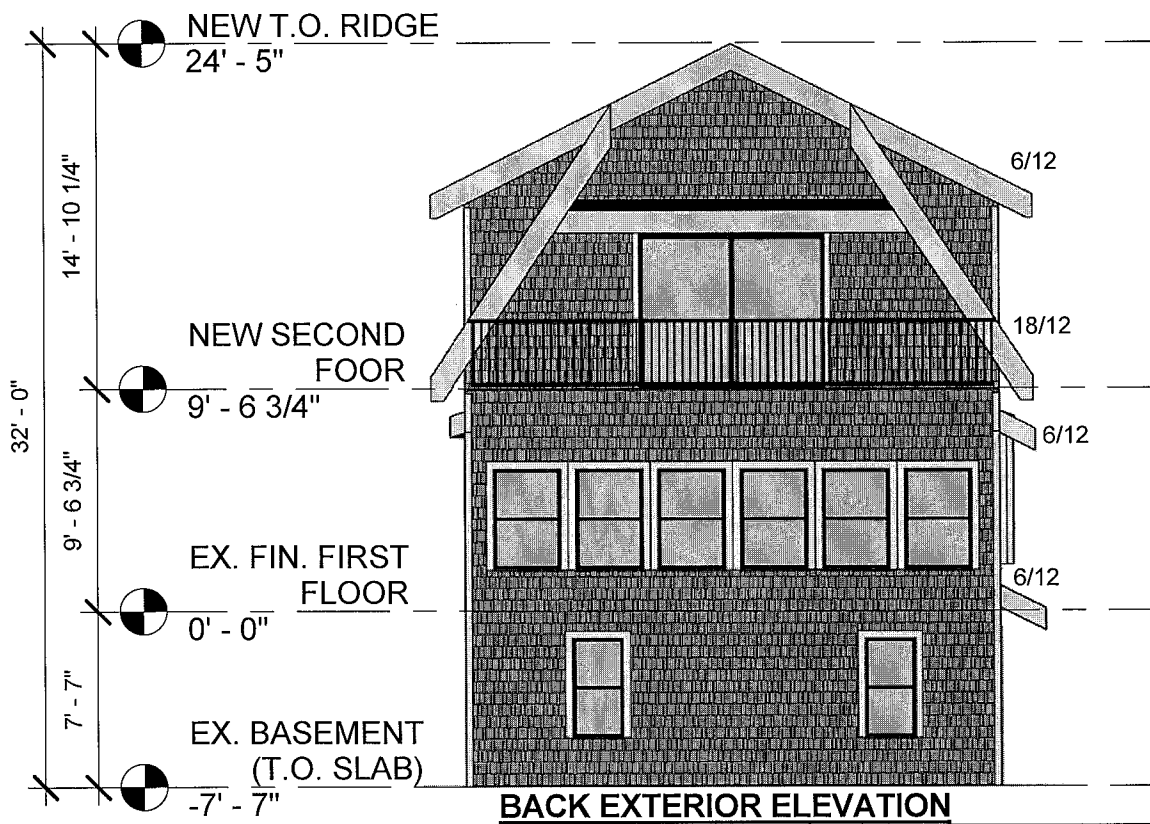 NEW T.O. RIDGE
24' - 5"
6/12
14' - 10 1/4"
NEW SECOND
FOOR
9' - 6 3/4"
18/12
32' - 0"
6/12
9' - 6 3/4"
EX. FIN. FIRST
FLOOR
0' - 0"
6/12
7' - 7"
EX. BASEMENT
(T.O. SLAB)
-7' - 7"
BACK EXTERIOR ELEVATION